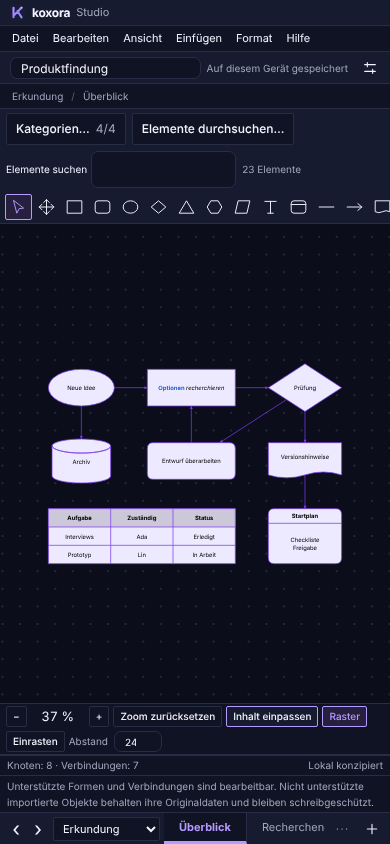 koxora Studio
Datei Bearbeiten Ansicht Einfügen Format Hilfe
Produktfindung Auf diesem Gerät gespeichert
Erkundung / Überblick
Kategorien... 4/4 Elemente durchsuchen...
Elemente suchen 23 Elemente
Neue Idee
Optionen recherchieren
Prüfung
Archiv
Entwurf überarbeiten
Versionshinweise
Aufgabe Zuständig Status
Interviews Ada Erledigt
Prototyp Lin In Arbeit
Startplan
Checkliste
Freigabe
- 37 % + Zoom zurücksetzen Inhalt einpassen Raster
Einrasten Abstand 24
Knoten: 8 · Verbindungen: 7 Lokal konzipiert
Unterstützte Formen und Verbindungen sind bearbeitbar. Nicht unterstützte
importierte Objekte behalten ihre Originaldaten und bleiben schreibgeschützt.
Erkundung Überblick Recherchen ... +